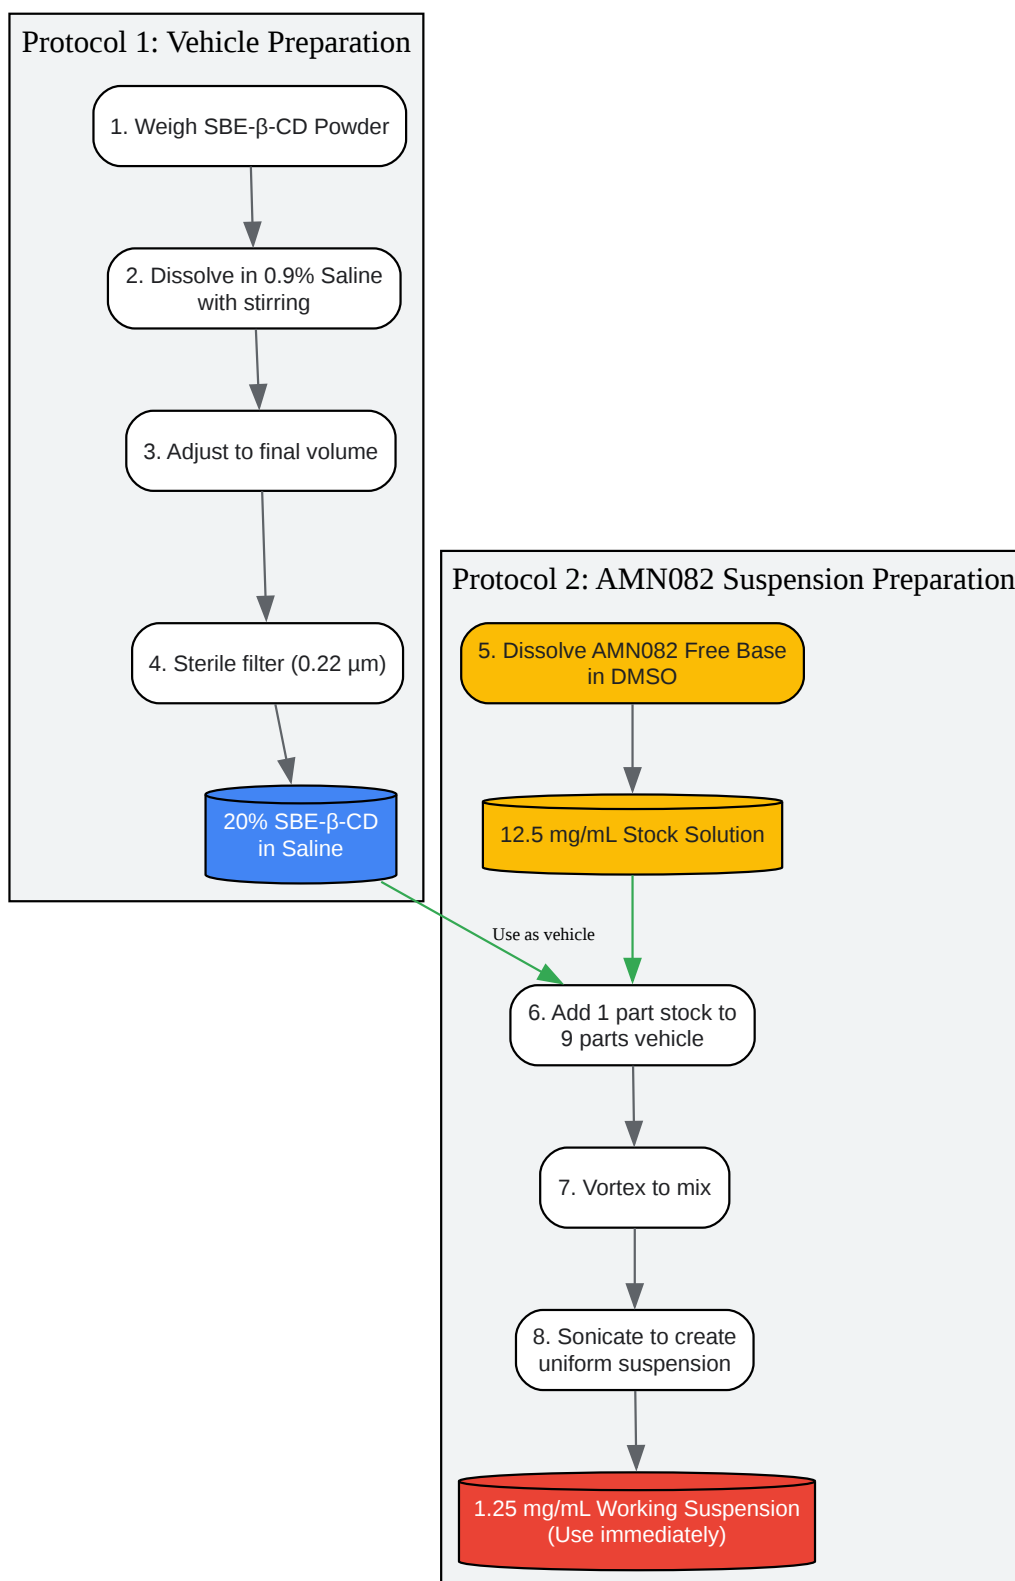 Protocol 1: Vehicle Preparation
1. Weigh SBE-β-CD Powder
2. Dissolve in 0.9% Saline
with stirring
3. Adjust to final volume
4. Sterile filter (0.22 µm)
20% SBE-β-CD
in Saline
Protocol 2: AMN082 Suspension Preparation
5. Dissolve AMN082 Free Base
in DMSO
12.5 mg/mL Stock Solution
Use as vehicle
6. Add 1 part stock to
9 parts vehicle
7. Vortex to mix
8. Sonicate to create
uniform suspension
1.25 mg/mL Working Suspension
(Use immediately)